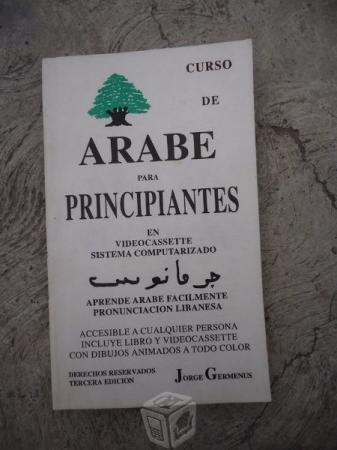 CURSO
DE
ARABE
PARA
PRINCIPIANTES
EN
VIDEOCASSETTE
SISTEMA COMPUTARIZADO
جرمانوس
APRENDE ARABE FACILMENTE
PRONUNCIACION LIBANESA
ACCESIBLE A CUALQUIER PERSONA
INCLUYE LIBRO Y VIDEOCASSETTE
CON DIBUJOS ANIMADOS A TODO COLOR
DERECHOS RESERVADOS
TERCERA EDICION
JORGE GERMENUS